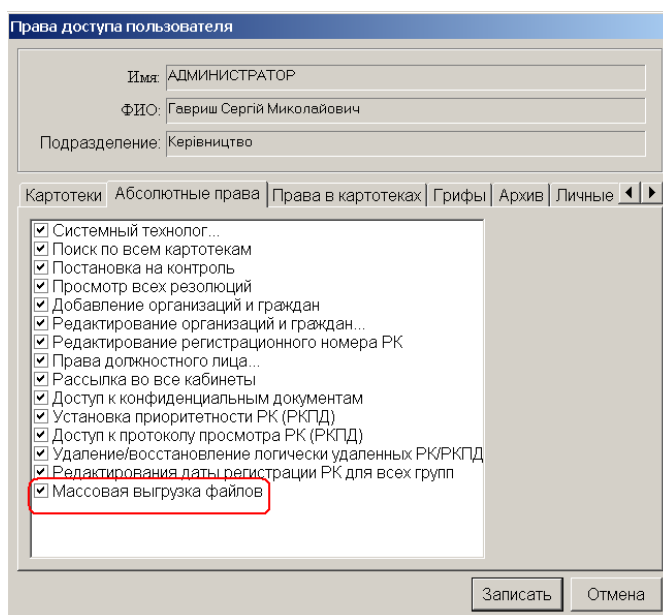 Права доступа пользователя
Имя: АДМИНИСТРАТОР
ФИО: Гавриш Сергій Миколайович
Подразделение: Керівництво
Картотеки Абсолютные права Права в картотеках Грифы Архив Личные
Системный технолог...
Поиск по всем картотекам
Постановка на контроль
Просмотр всех резолюций
Добавление организаций и граждан
Редактирование организаций и граждан...
Редактирование регистрационного номера РК
Права должностного лица...
Рассылка во все кабинеты
Доступ к конфиденциальным документам
Установка приоритетности РК (РКПД)
Доступ к протоколу просмотра РК (РКПД)
Удаление/восстановление логически удаленных РК/РКПД
Редактирования даты регистрации РК для всех групп
Массовая выгрузка файлов
Записать Отмена